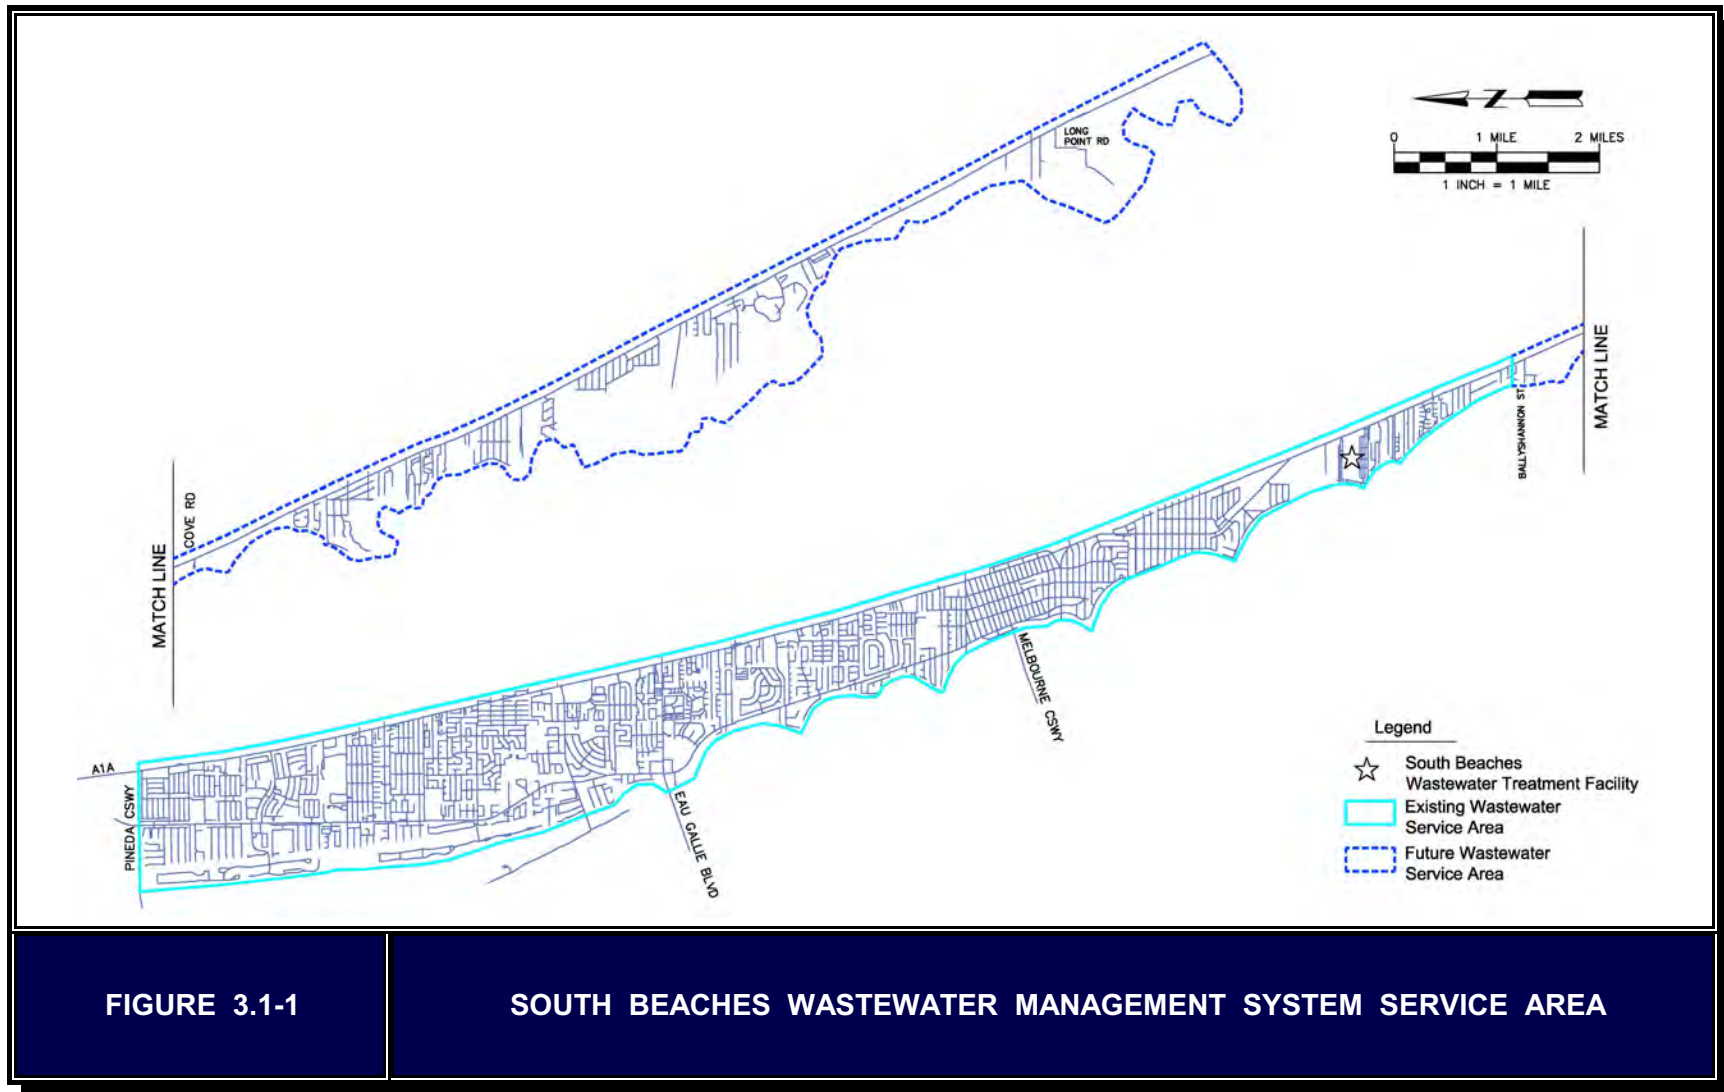 LONG
POINT RD
Z
0 1 MILE 2 MILES
1 INCH = 1 MILE
MATCH LINE
COVE RD
MATCH LINE
BALLYSHANNON ST
MELBOURNE CSWY
A1A
PINEDA CSWY
EAU GALLIE BLVD
Legend
South Beaches
Wastewater Treatment Facility
Existing Wastewater
Service Area
Future Wastewater
Service Area
FIGURE 3.1-1
SOUTH BEACHES WASTEWATER MANAGEMENT SYSTEM SERVICE AREA